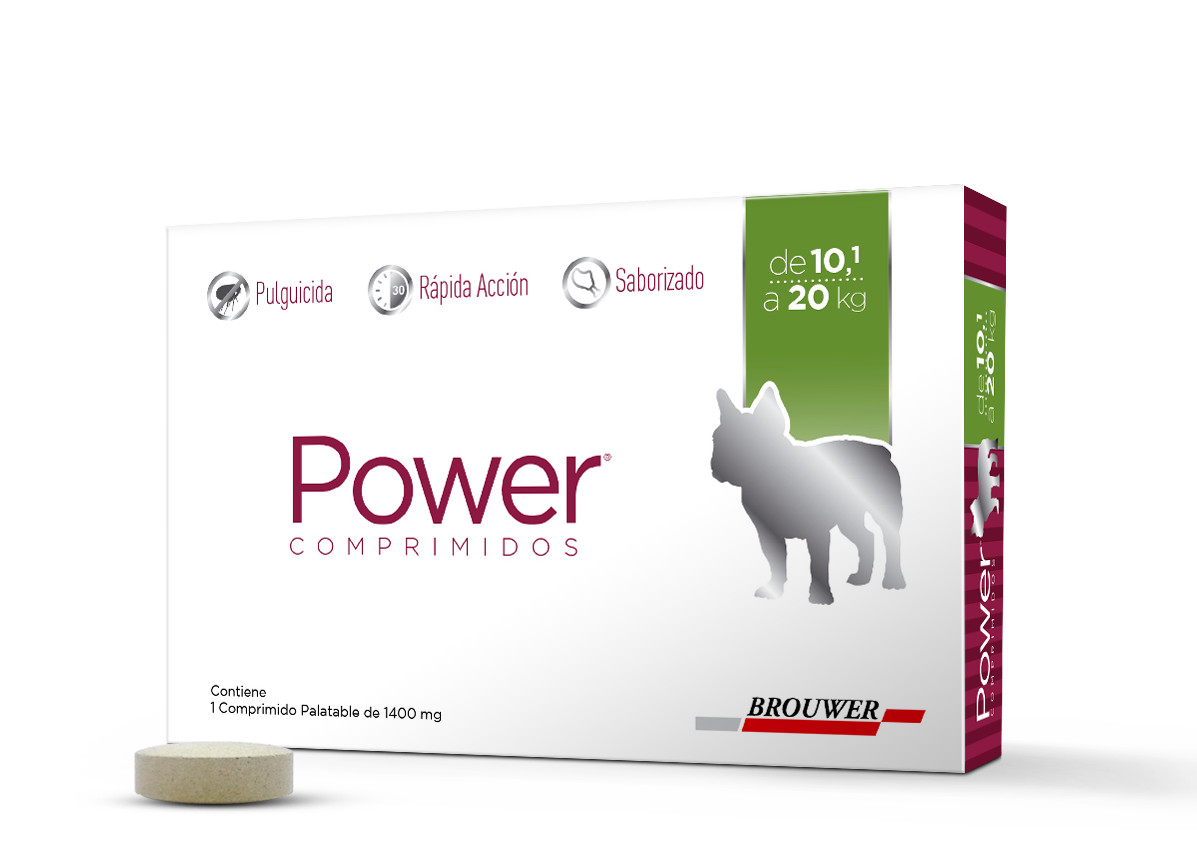 Pulguicida
30
Rápida Acción
Saborizado
de 10,1
a 20 kg
Power®
COMPRIMIDOS
Contiene
1 Comprimido Palatable de 1400 mg
BROUWER
de 10,1
a 20 kg
Power
COMPRIMIDOS